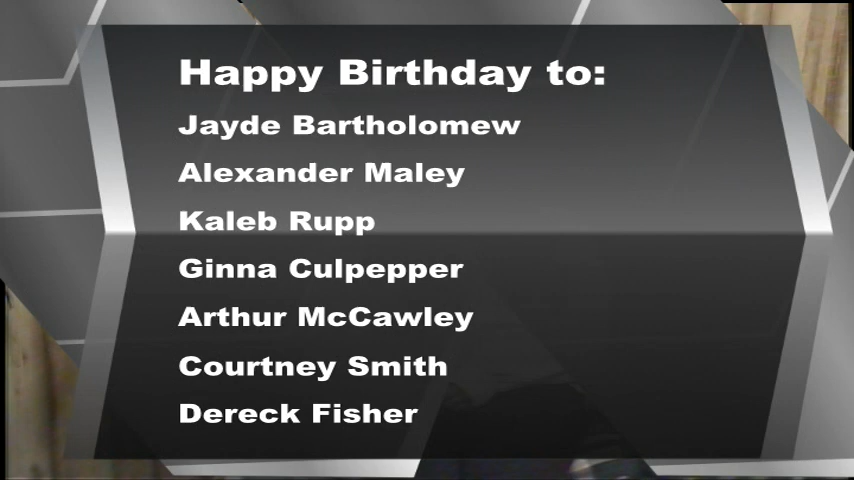 Happy Birthday to:
Jayde Bartholomew
Alexander Maley
Kaleb Rupp
Ginna Culpepper
Arthur McCawley
Courtney Smith
Dereck Fisher